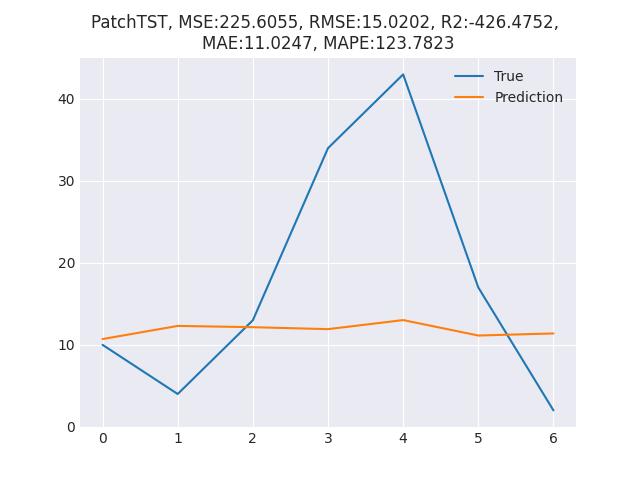 PatchTST, MSE:225.6055, RMSE:15.0202, R2:-426.4752,
MAE:11.0247, MAPE:123.7823
True
Prediction
40
30
20
10
0
0 1 2 3 4 5 6